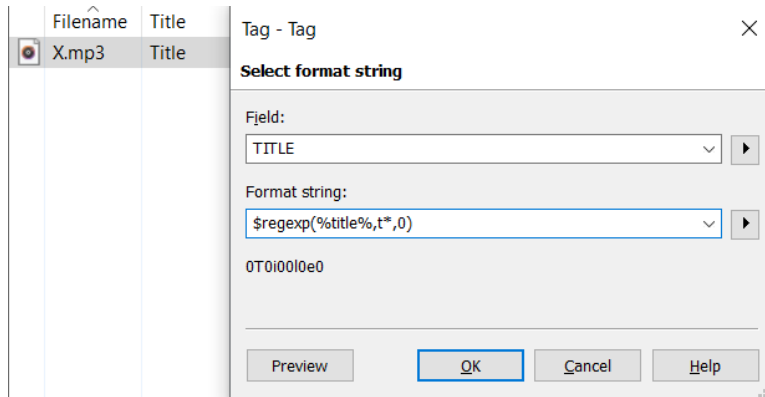 Filename Title
X.mp3 Title
Tag - Tag
Select format string
Field:
TITLE
Format string:
$regexp(%title%,t*,0)
0T0i00l0e0
Preview OK Cancel Help